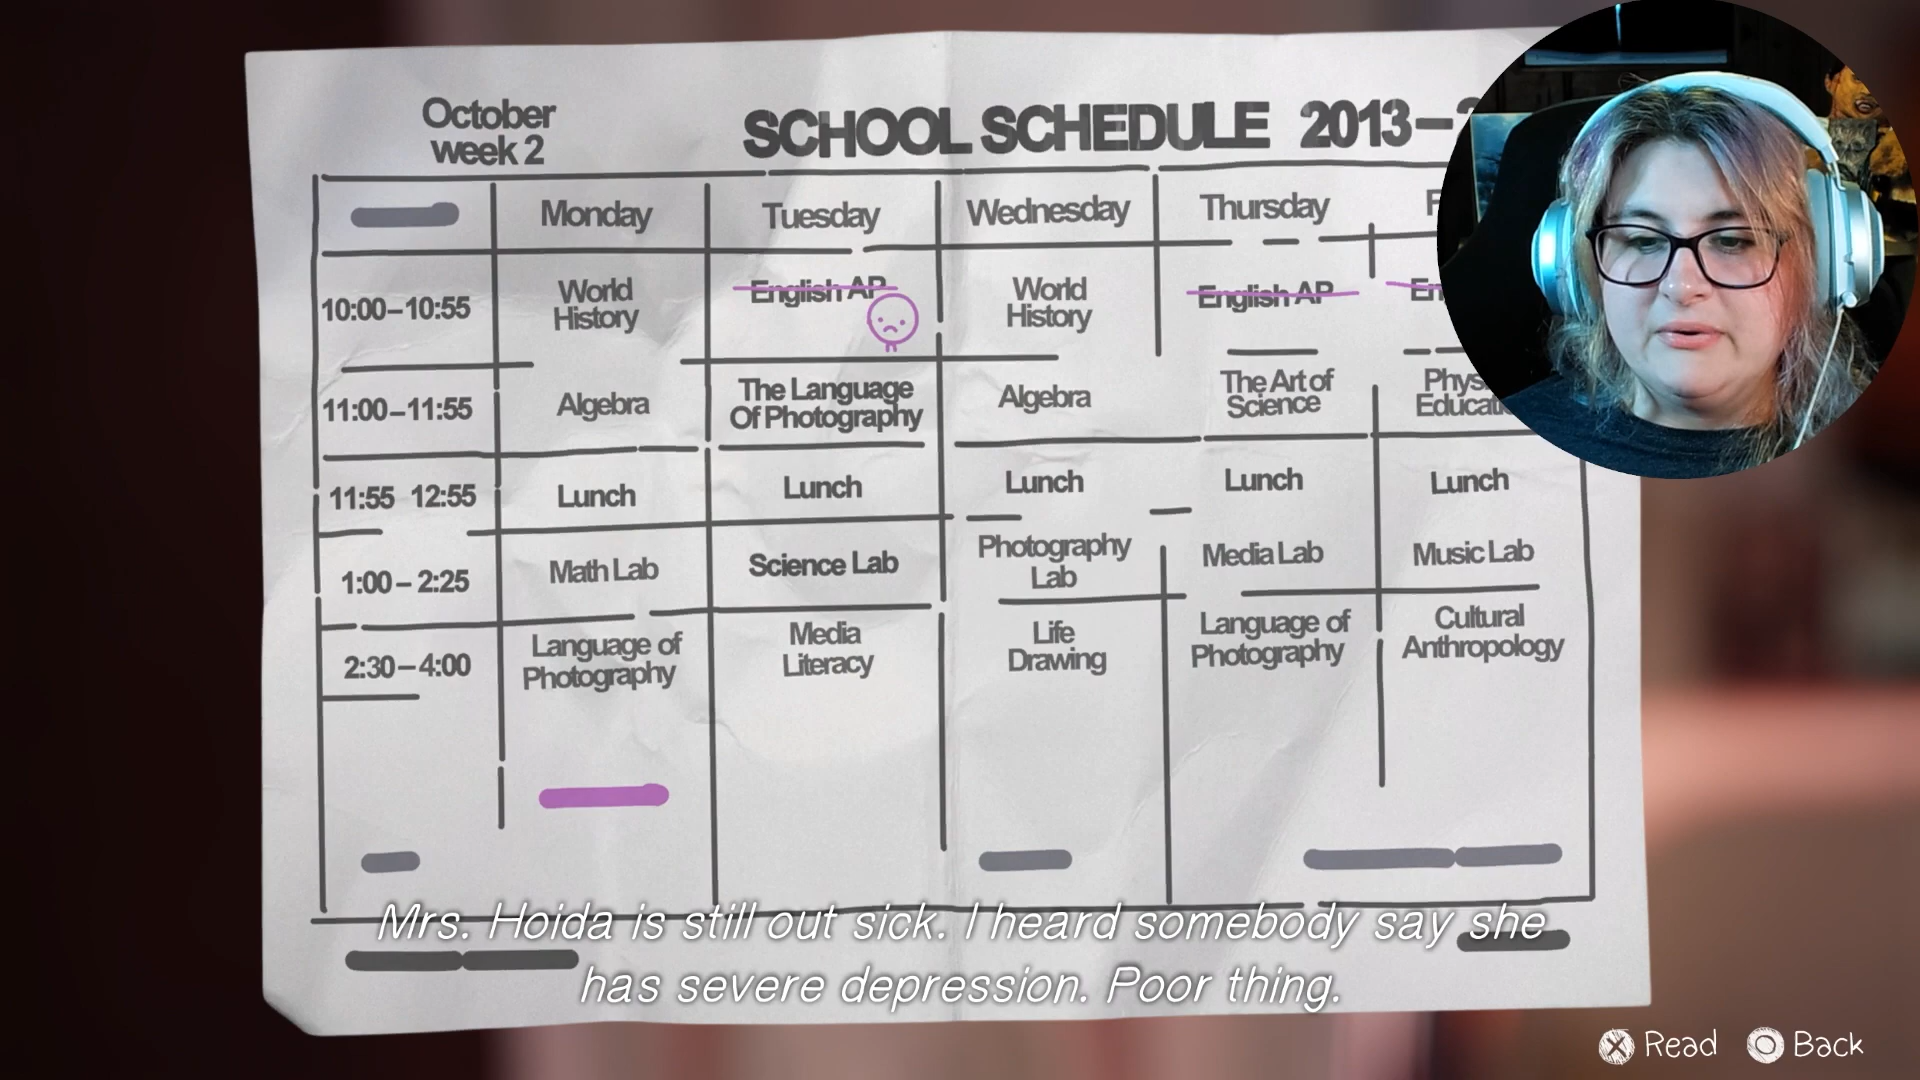 October
week 2
SCHOOL SCHEDULE 2013–
Monday
Tuesday
Wednesday
Thursday
10:00–10:55
World
History
English AP
World
History
English AP
11:00–11:55
Algebra
The Language
Of Photography
Algebra
The Art of
Science
11:55 12:55
Lunch
Lunch
Lunch
Lunch
Lunch
1:00–2:25
Math Lab
Science Lab
Photography
Lab
Media Lab
Music Lab
2:30–4:00
Language of
Photography
Media
Literacy
Life
Drawing
Language of
Photography
Cultural
Anthropology
Mrs. Hoida is still out sick. I heard somebody say she
has severe depression. Poor thing.
Read
Back